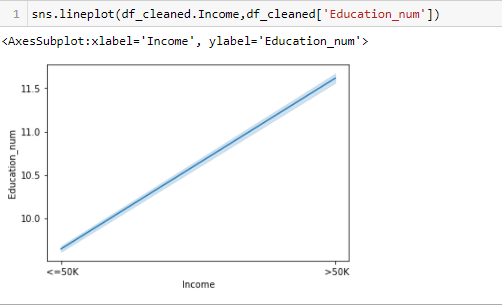 1 sns.lineplot(df_cleaned.Income,df_cleaned['Education_num'])
<AxesSubplot:xlabel='Income', ylabel='Education_num'>
11.5
11.0
10.5
10.0
Education_num
<=50K >50K
Income